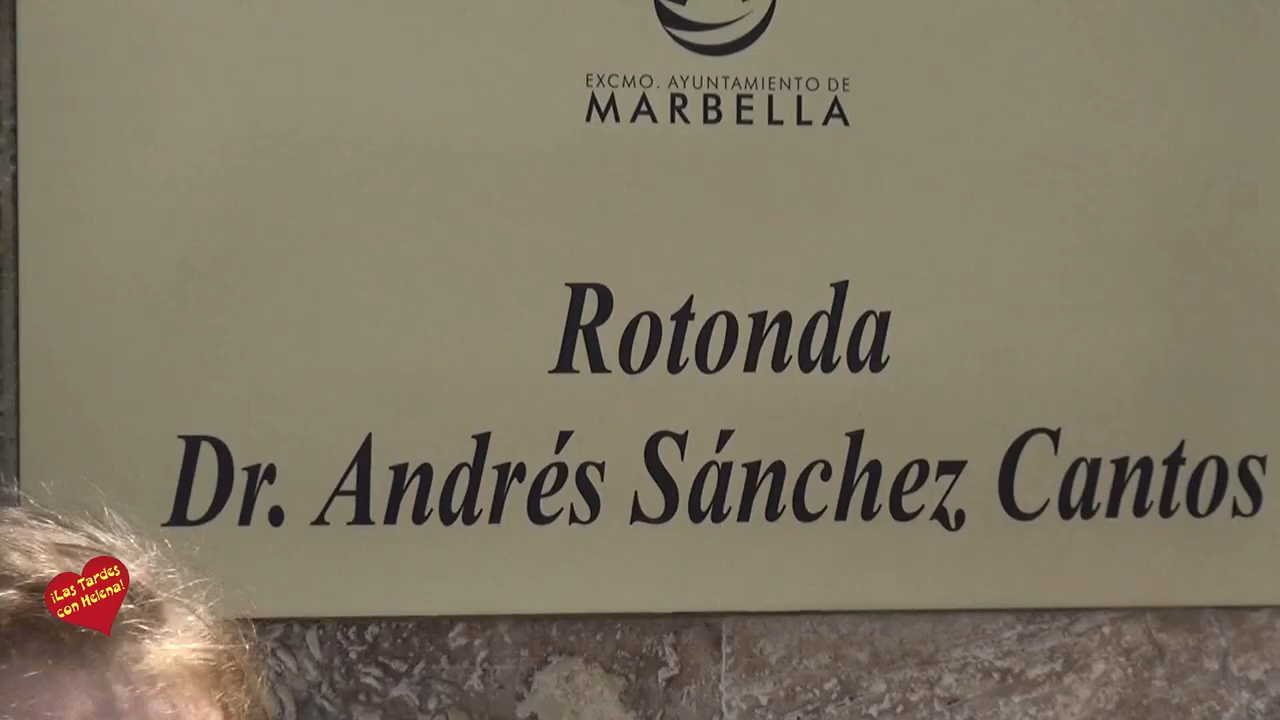 EXCMO. AYUNTAMIENTO DE
MARBELLA
Rotonda
Dr. Andrés Sánchez Cantos
¡Las Tardes
con Helena!